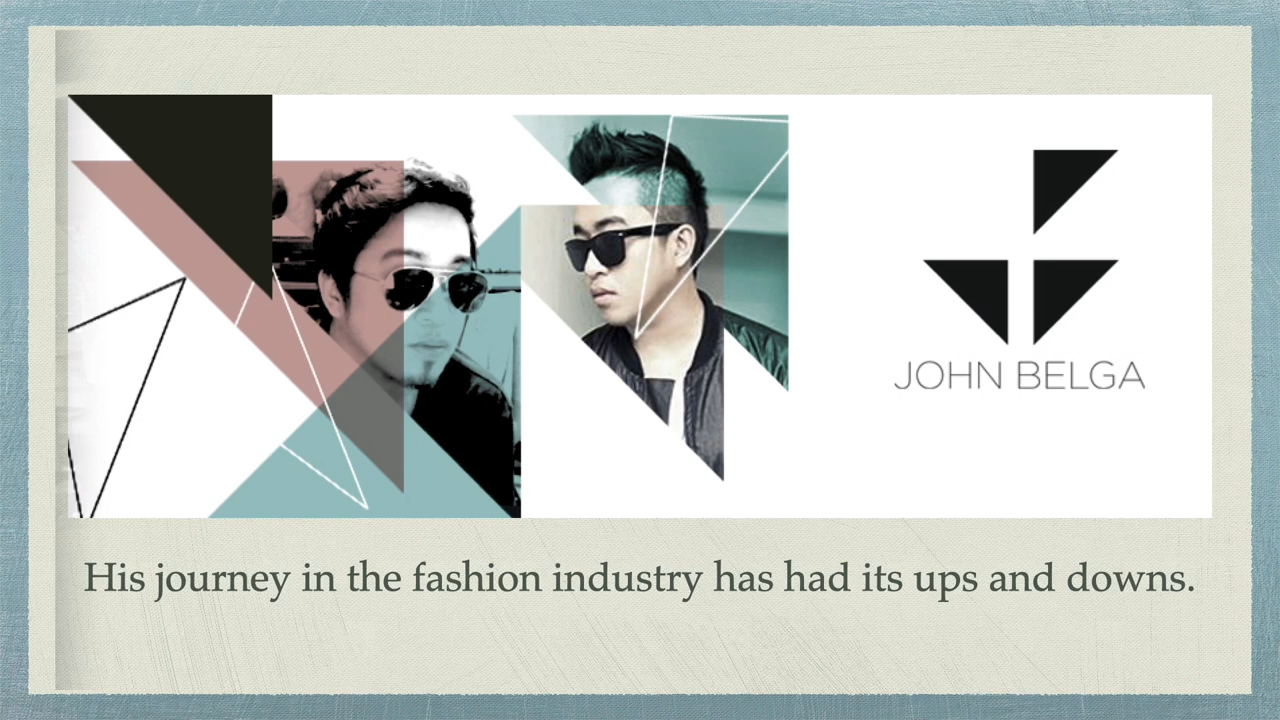 JOHN BELGA
His journey in the fashion industry has had its ups and downs.